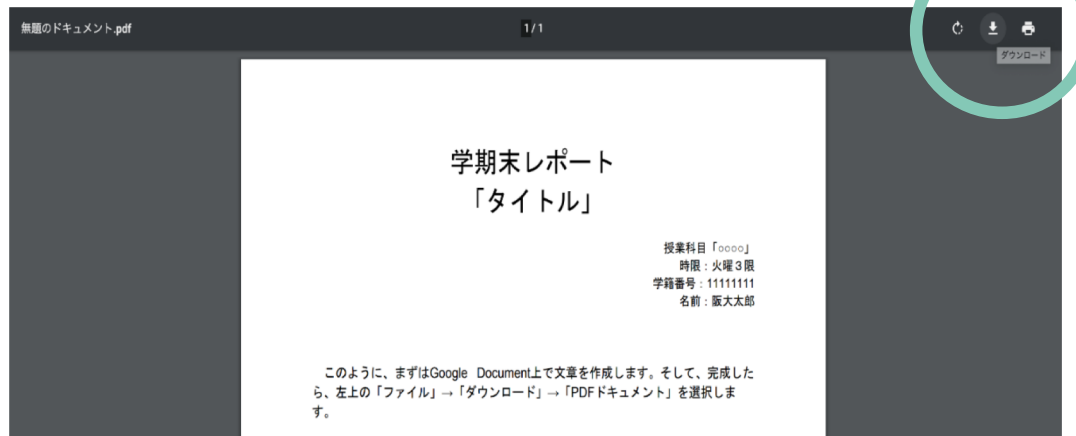 無題のドキュメント.pdf
1/1
ダウンロード
学期末レポート
「タイトル」
授業科目「○○○○」
時限：火曜３限
学籍番号：11111111
名前：阪大太郎
このように、まずはGoogle Document上で文章を作成します。そして、完成した
ら、左上の「ファイル」→「ダウンロード」→「PDFドキュメント」を選択しま
す。